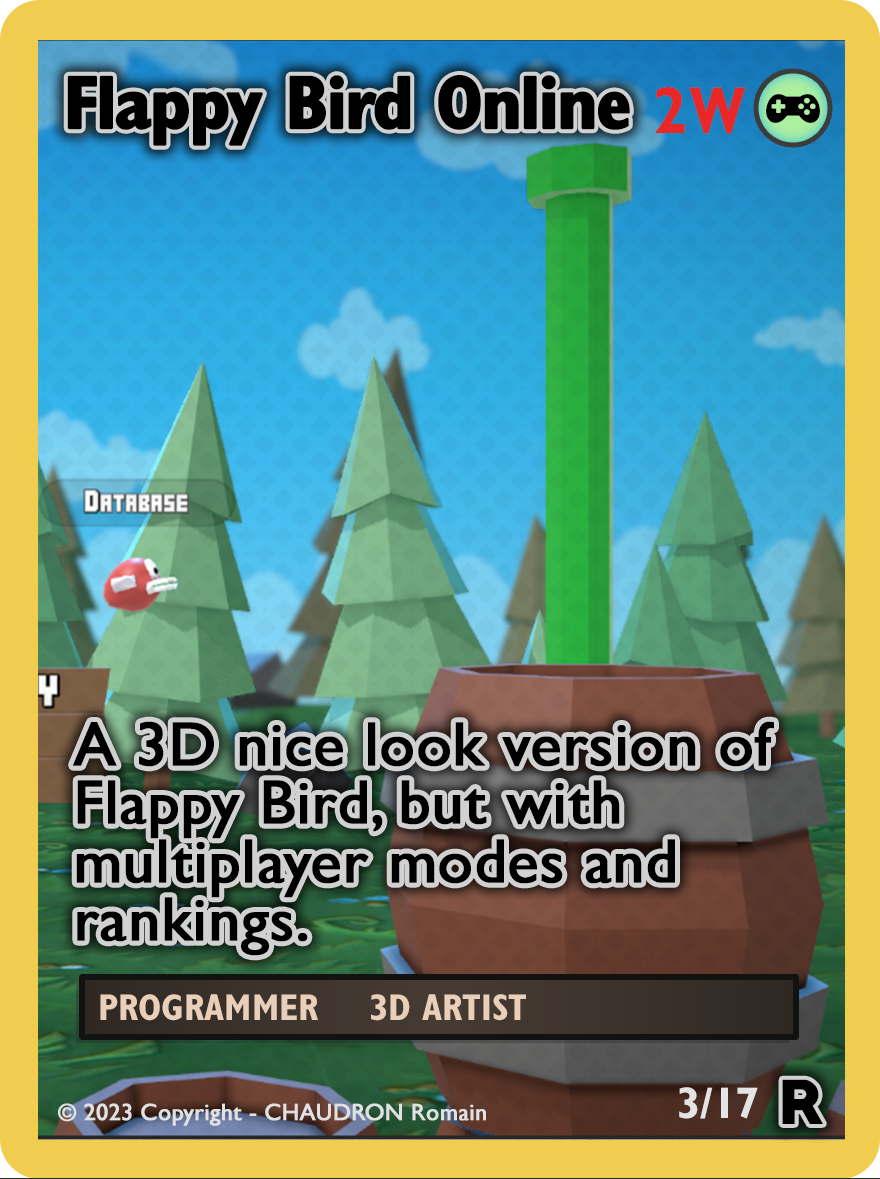 Flappy Bird Online 2W
DATABASE
Y
A 3D nice look version of
Flappy Bird, but with
multiplayer modes and
rankings.
PROGRAMMER 3D ARTIST
© 2023 Copyright - CHAUDRON Romain 3/17 R